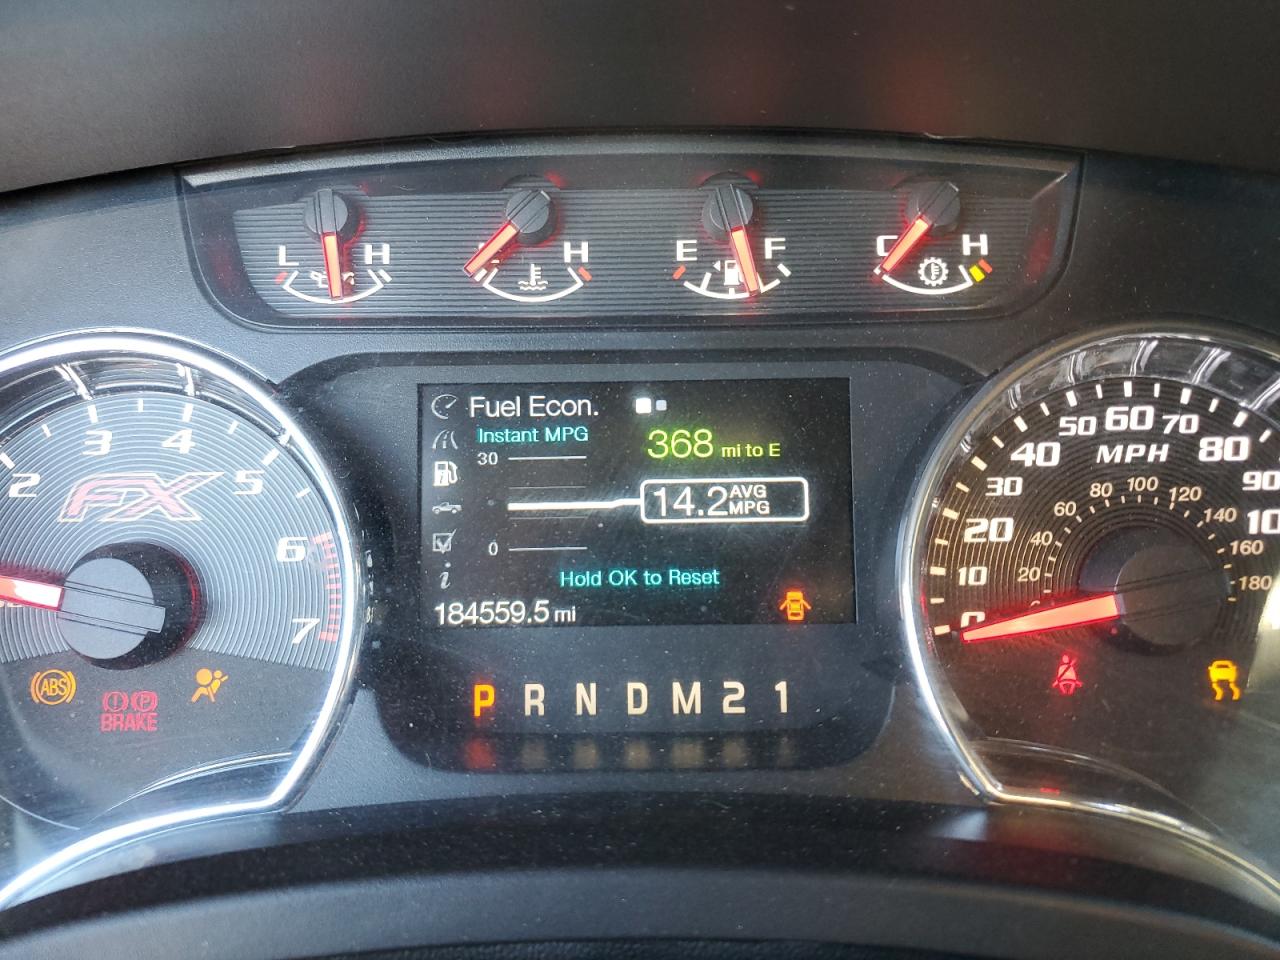 L H H E F C H
Fuel Econ.
Instant MPG
368 mi to E
30
14.2 AVG MPG
0
Hold OK to Reset
184559.5 mi
P R N D M 2 1
2 3 4 5 6 7
FX
ABS
BRAKE
0 10 20 30 40 50 60 70 80 90 10
MPH
20 40 60 80 100 120 140 160 180